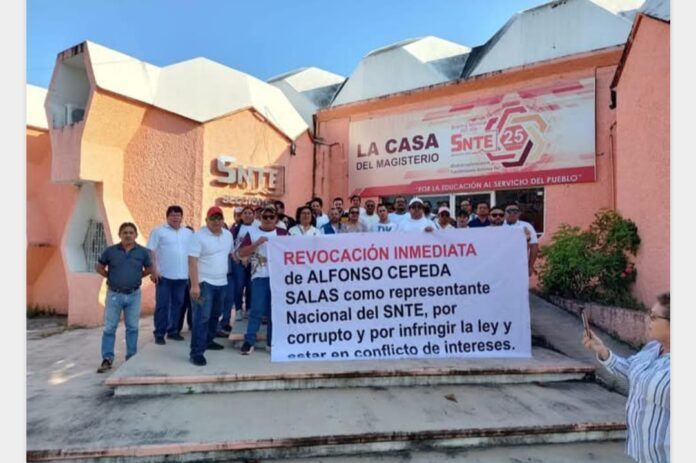 LA CASA
DEL MAGISTERIO
SNTE 25
"POR LA EDUCACIÓN AL SERVICIO DEL PUEBLO"
SNTE
REVOCACIÓN INMEDIATA
de ALFONSO CEPEDA
SALAS como representante
Nacional del SNTE, por
corrupto y por infringir la ley y
estar en conflicto de intereses.